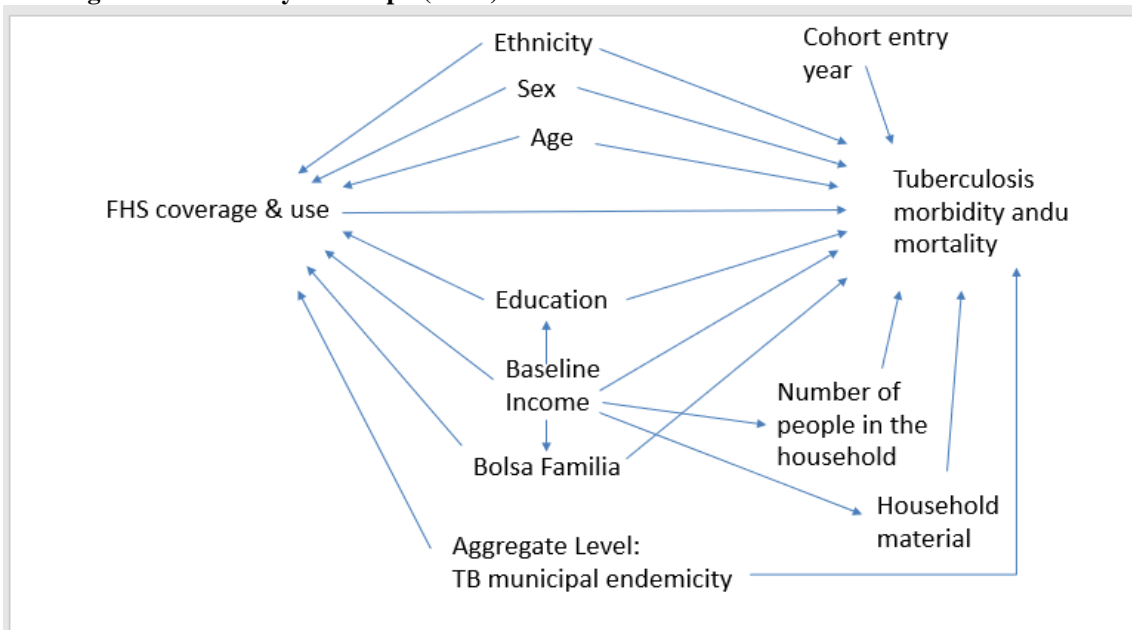 Ethnicity
Cohort entry
year
Sex
Age
Tuberculosis
morbidity andu
mortality
FHS coverage & use
Education
Baseline
Income
Number of
people in the
household
Bolsa Familia
Household
material
Aggregate Level:
TB municipal endemicity